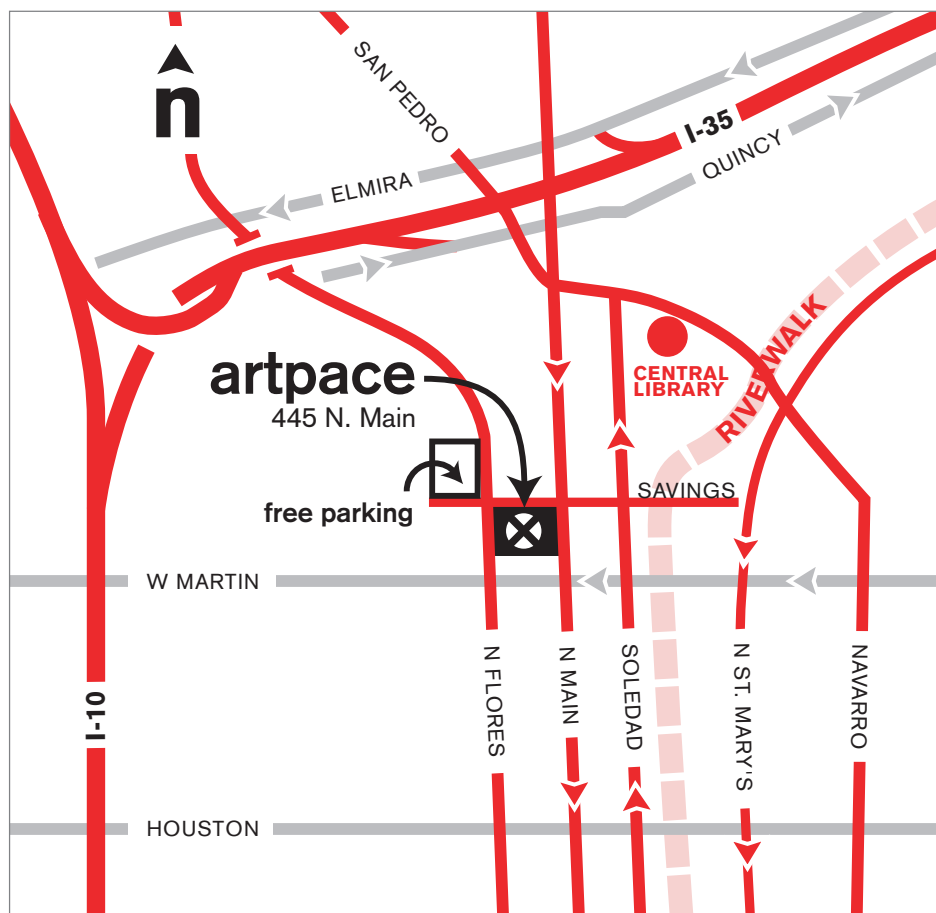 n
SAN PEDRO
I-35
QUINCY
ELMIRA
RIVERWALK
CENTRAL
LIBRARY
artpace
445 N. Main
free parking
SAVINGS
W MARTIN
I-10
N FLORES
N MAIN
SOLEDAD
N ST. MARY'S
NAVARRO
HOUSTON